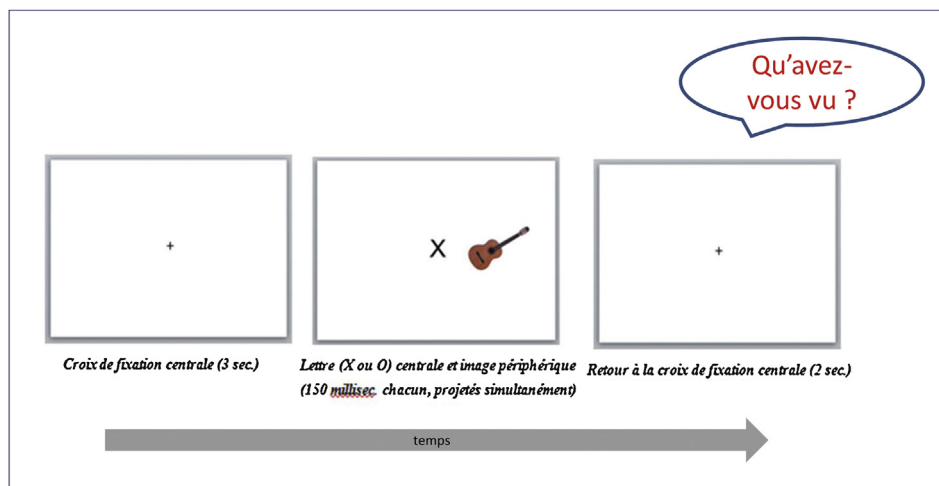 Qu'avez-
vous vu ?
+
X
+
Croix de fixation centrale (3 sec.)
Lettre (X ou O) centrale et image périphérique
(150 millisec. chacun, projetés simultanément)
Retour à la croix de fixation centrale (2 sec.)
temps